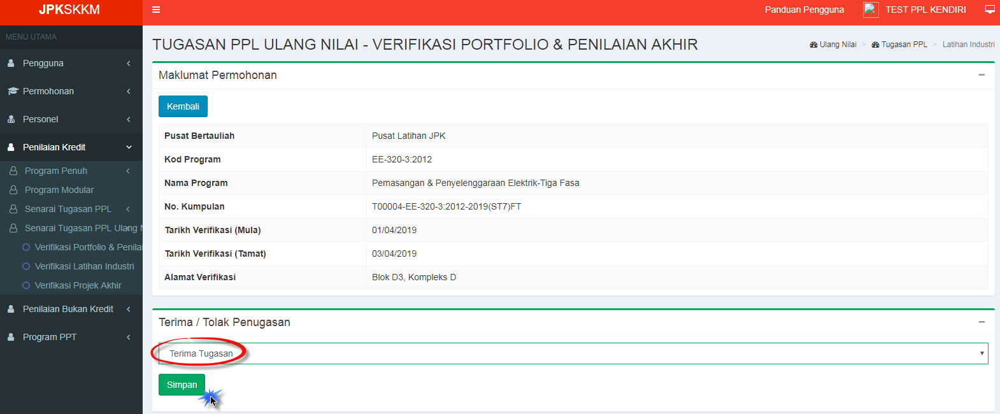 JPKSKKM
Panduan Pengguna
TEST PPL KENDIRI
MENU UTAMA
Pengguna
Permohonan
Personel
Penilaian Kredit
Program Penuh
Program Modular
Senarai Tugasan PPL
Senarai Tugasan PPL Ulang N
Verifikasi Portfolio & Penilai
Verifikasi Latihan Industri
Verifikasi Projek Akhir
Penilaian Bukan Kredit
Program PPT
TUGASAN PPL ULANG NILAI - VERIFIKASI PORTFOLIO & PENILAIAN AKHIR
Ulang Nilai > Tugasan PPL > Latihan Industri
Maklumat Permohonan
Kembali
Pusat Bertauliah Pusat Latihan JPK
Kod Program EE-320-3:2012
Nama Program Pemasangan & Penyelenggaraan Elektrik-Tiga Fasa
No. Kumpulan T00004-EE-320-3:2012-2019(ST7)FT
Tarikh Verifikasi (Mula) 01/04/2019
Tarikh Verifikasi (Tamat) 03/04/2019
Alamat Verifikasi Blok D3, Kompleks D
Terima / Tolak Penugasan
Terima Tugasan
Simpan